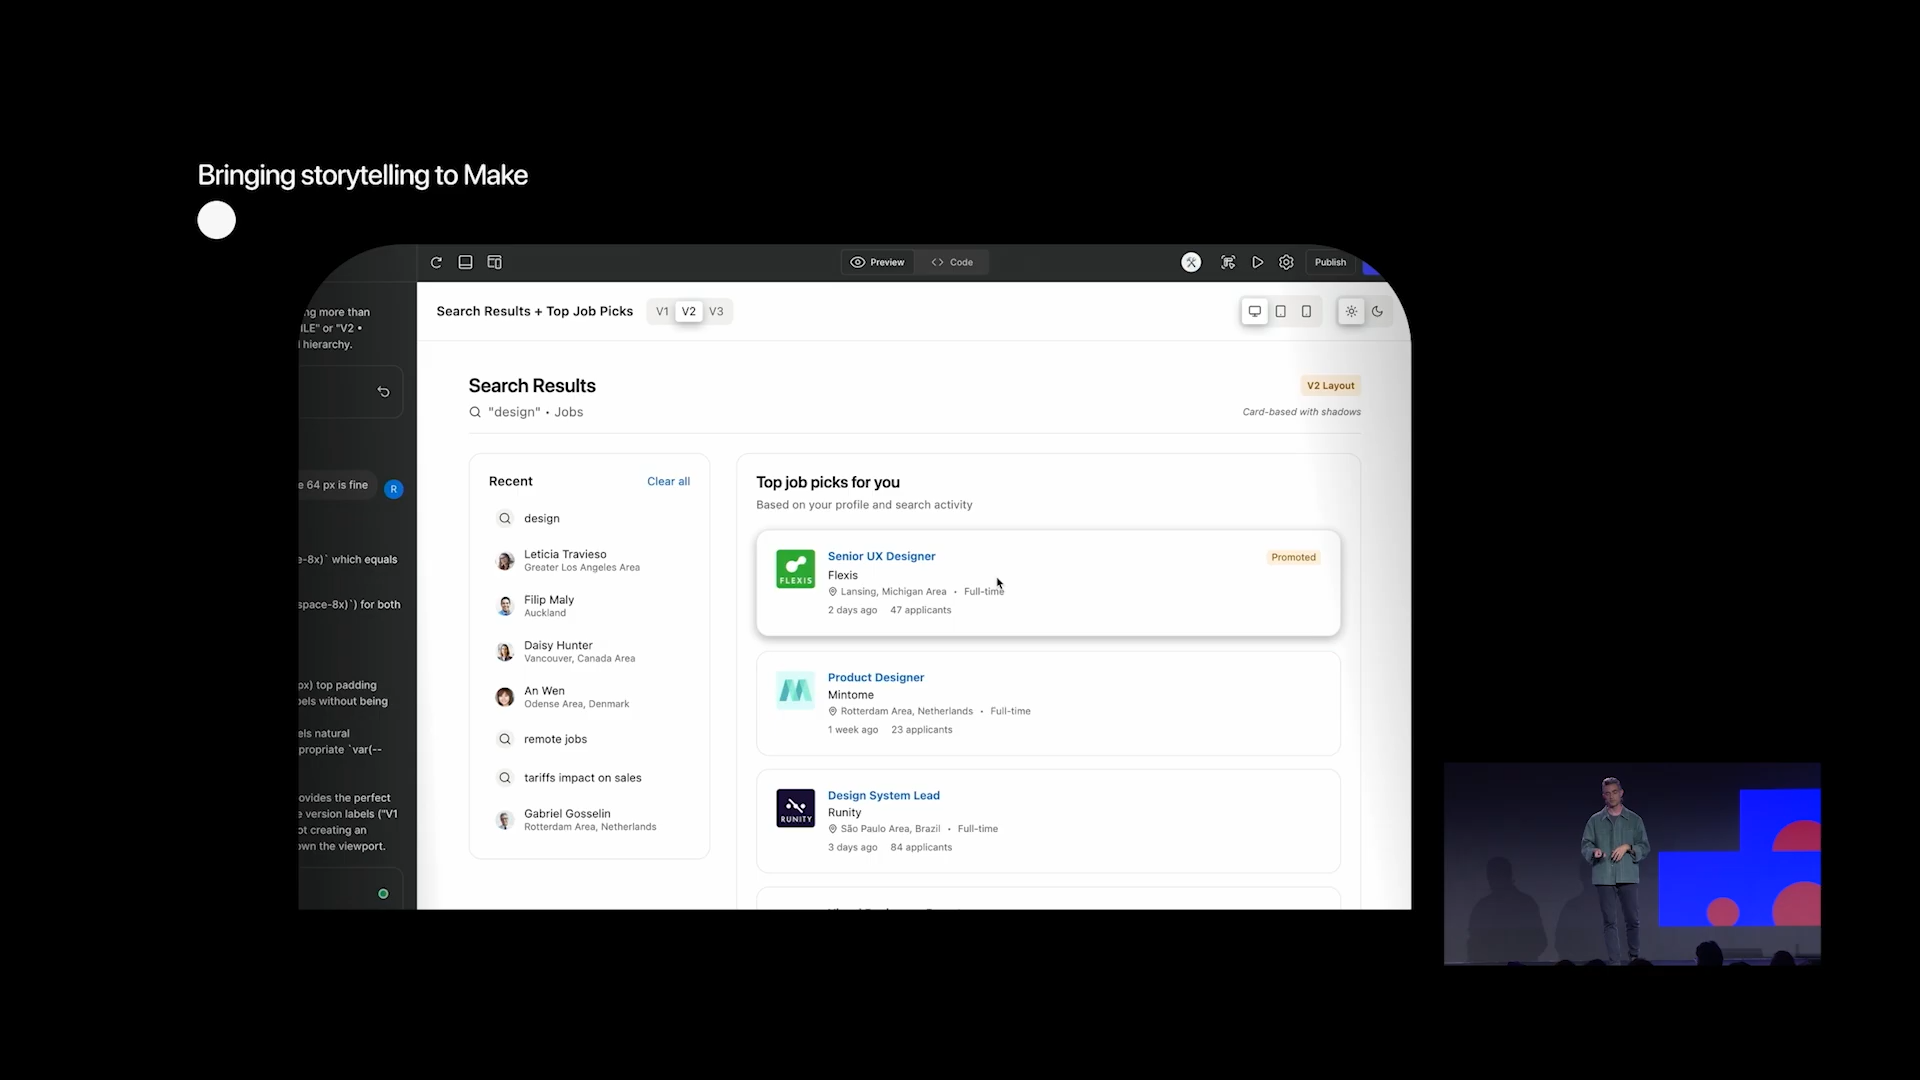 Bringing storytelling to Make
Preview
Code
Publish
ng more than
ILE" or "V2 •
hierarchy.
e 64 px is fine
R
e-8x)` which equals
space-8x)`) for both
px) top padding
els without being
els natural
propriate `var(--
ovides the perfect
e version labels ("V1
ot creating an
own the viewport.
Search Results + Top Job Picks
V1
V2
V3
Search Results
"design" • Jobs
V2 Layout
Card-based with shadows
Recent
Clear all
design
Leticia Travieso
Greater Los Angeles Area
Filip Maly
Auckland
Daisy Hunter
Vancouver, Canada Area
An Wen
Odense Area, Denmark
remote jobs
tariffs impact on sales
Gabriel Gosselin
Rotterdam Area, Netherlands
Top job picks for you
Based on your profile and search activity
FLEXIS
Senior UX Designer
Promoted
Flexis
Lansing, Michigan Area • Full-time
2 days ago 47 applicants
Product Designer
Mintome
Rotterdam Area, Netherlands • Full-time
1 week ago 23 applicants
RUNITY
Design System Lead
Runity
São Paulo Area, Brazil • Full-time
3 days ago 84 applicants